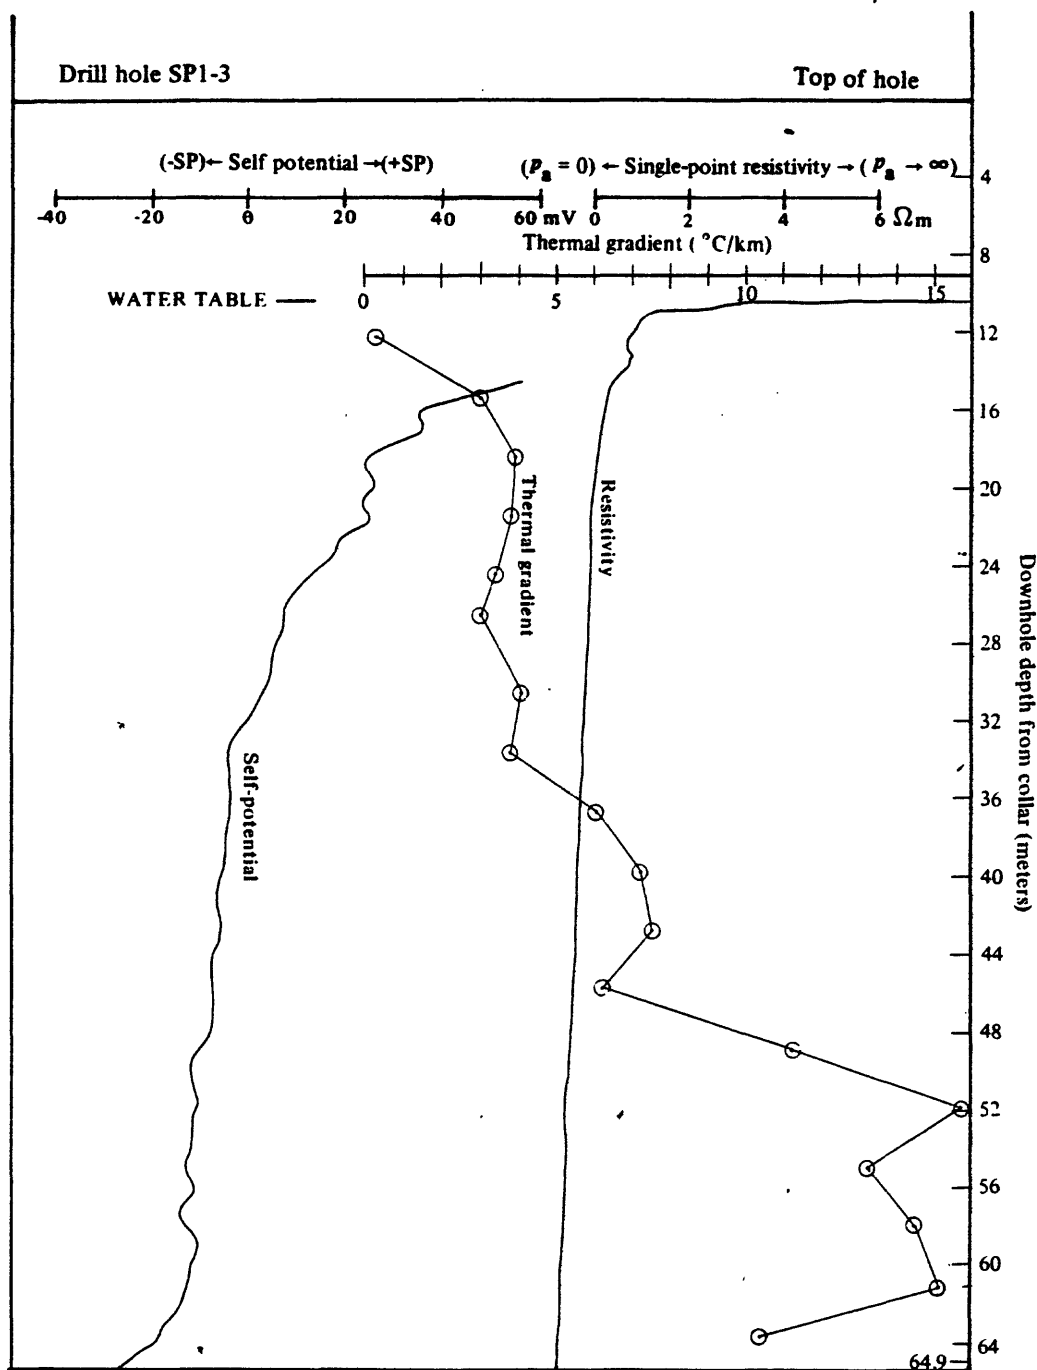 Drill hole SP1-3 Top of hole
(-SP)← Self potential →(+SP) (Pa = 0) ← Single-point resistivity → (Pa → ∞)
4
-40 -20 0 20 40 60 mV 0 2 4 6 Ωm
Thermal gradient (°C/km)
8
WATER TABLE — 0 5 10 15
12
16
20
Thermal gradient
Resistivity
24
28
32
Self-potential
36
Downhole depth from collar (meters)
40
44
48
52
56
60
64
64.9